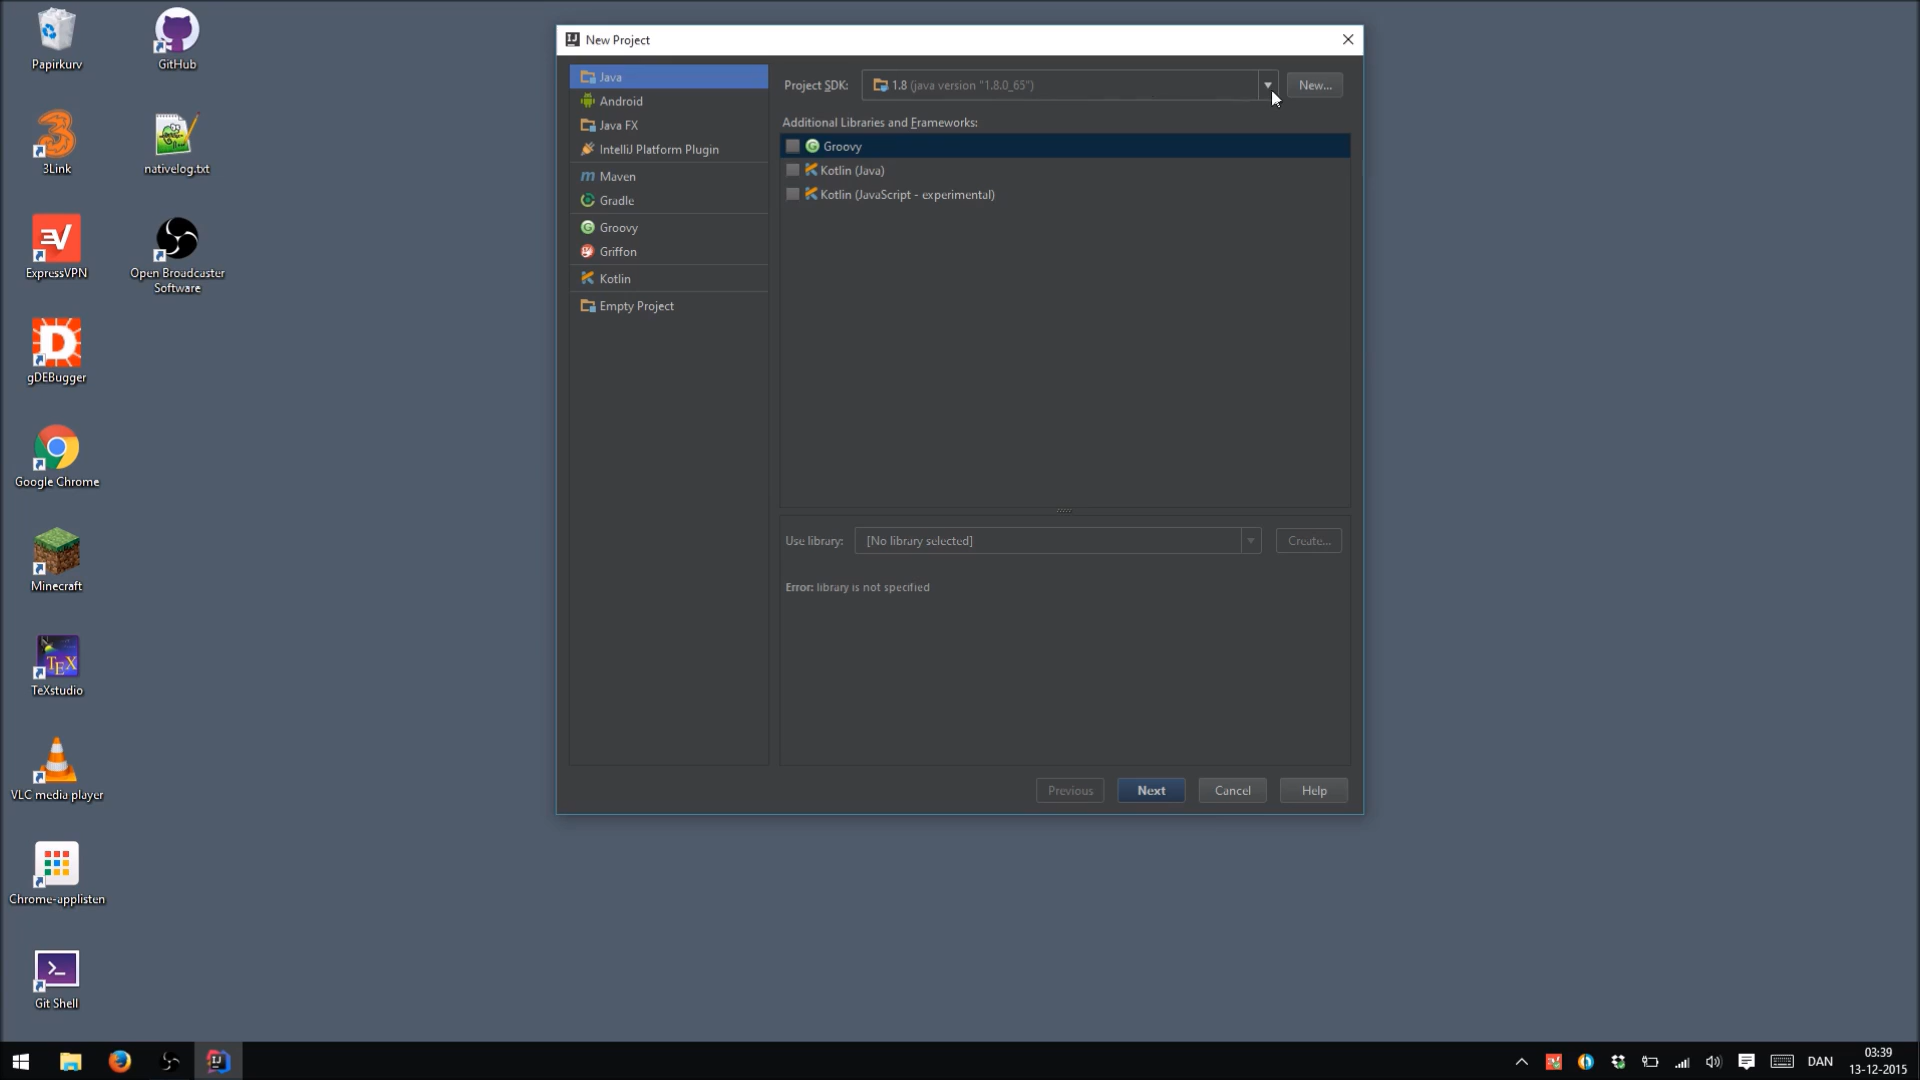 Papirkurv
GitHub
3Link
nativelog.txt
ExpressVPN
Open Broadcaster
Software
gDEBugger
Google Chrome
Minecraft
TeXstudio
VLC media player
Chrome-applisten
Git Shell
New Project
Java
Android
Java FX
IntelliJ Platform Plugin
Maven
Gradle
Groovy
Griffon
Kotlin
Empty Project
Project SDK: 1.8 (java version "1.8.0_65") New...
Additional Libraries and Frameworks:
Groovy
Kotlin (Java)
Kotlin (JavaScript - experimental)
Use library: [No library selected] Create...
Error: library is not specified
Previous Next Cancel Help
DAN
03:39
13-12-2015